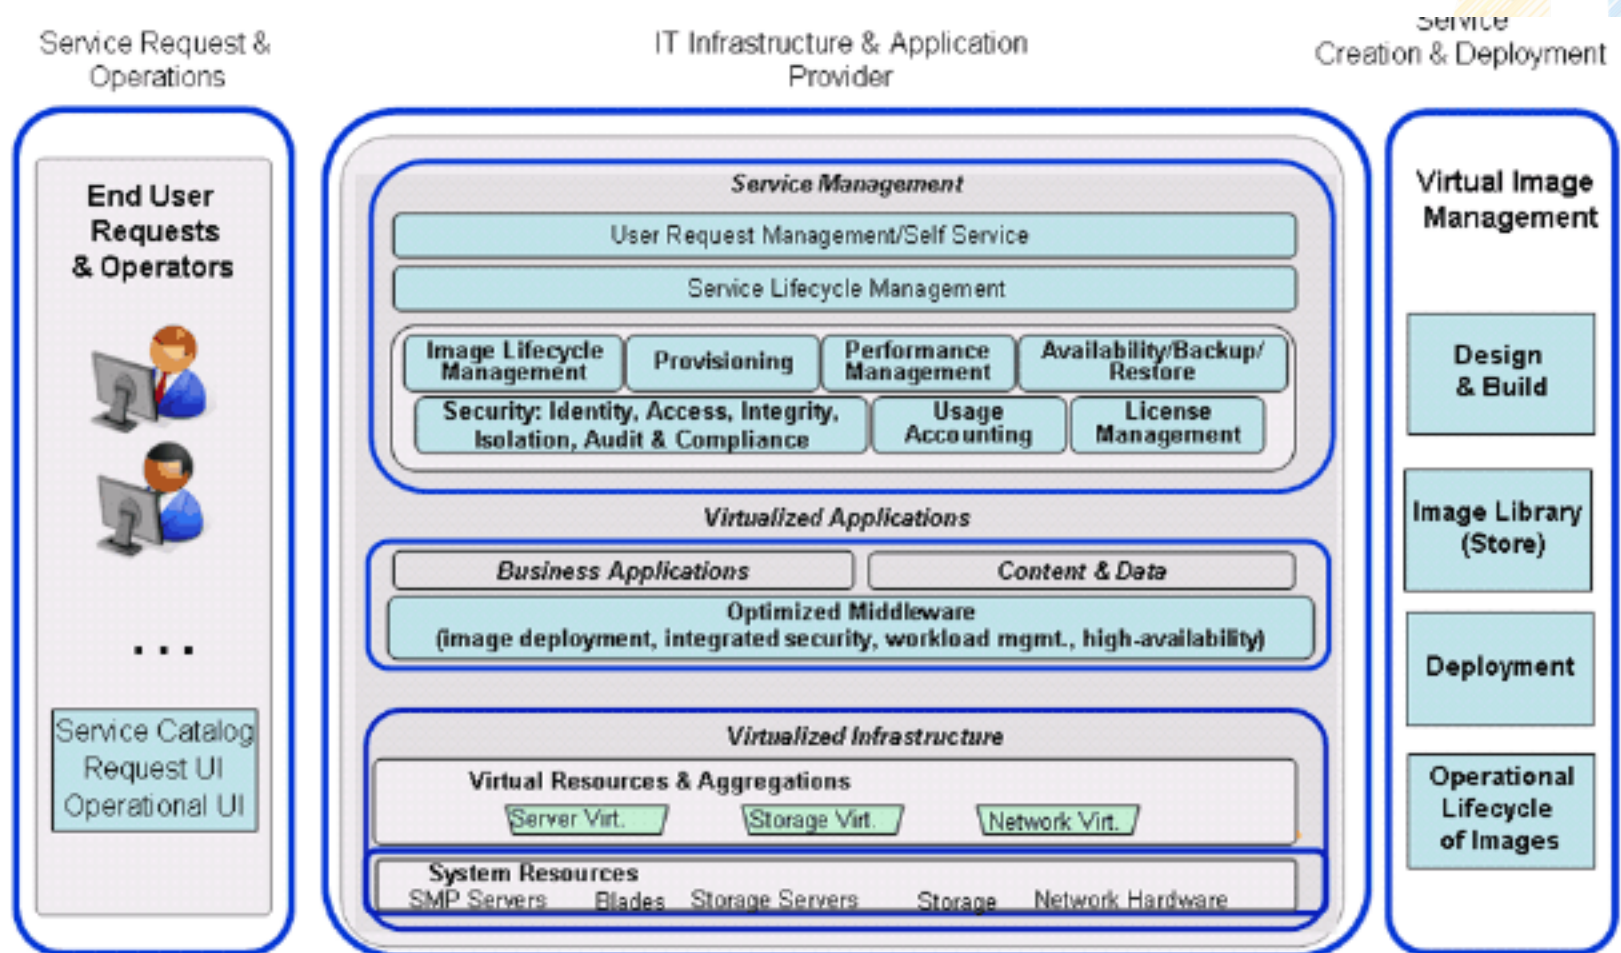 Service Request &
Operations
IT Infrastructure & Application
Provider
Service
Creation & Deployment
End User
Requests
& Operators
...
Service Catalog
Request UI
Operational UI
Service Management
User Request Management/Self Service
Service Lifecycle Management
Image Lifecycle
Management
Provisioning
Performance
Management
Availability/Backup/
Restore
Security: Identity, Access, Integrity,
Isolation, Audit & Compliance
Usage
Accounting
License
Management
Virtualized Applications
Business Applications
Content & Data
Optimized Middleware
(image deployment, integrated security, workload mgmt., high-availability)
Virtualized Infrastructure
Virtual Resources & Aggregations
Server Virt.
Storage Virt.
Network Virt.
System Resources
SMP Servers
Blades
Storage Servers
Storage
Network Hardware
Virtual Image
Management
Design
& Build
Image Library
(Store)
Deployment
Operational
Lifecycle
of Images